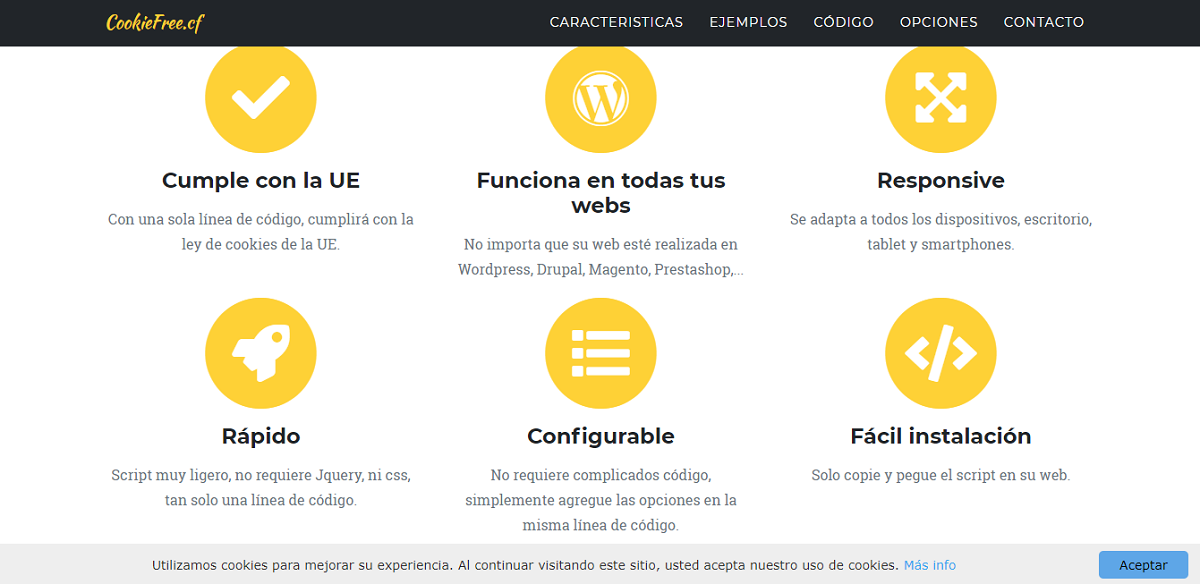 CookieFree.cf
CARACTERISTICAS EJEMPLOS CÓDIGO OPCIONES CONTACTO
Cumple con la UE
Con una sola línea de código, cumplirá con la
ley de cookies de la UE.
Funciona en todas tus
webs
No importa que su web esté realizada en
Wordpress, Drupal, Magento, Prestashop,...
Responsive
Se adapta a todos los dispositivos, escritorio,
tablet y smartphones.
Rápido
Script muy ligero, no requiere Jquery, ni css,
tan solo una línea de código.
Configurable
No requiere complicados código,
simplemente agregue las opciones en la
misma línea de código.
Fácil instalación
Solo copie y pegue el script en su web.
Utilizamos cookies para mejorar su experiencia. Al continuar visitando este sitio, usted acepta nuestro uso de cookies. Más info
Aceptar